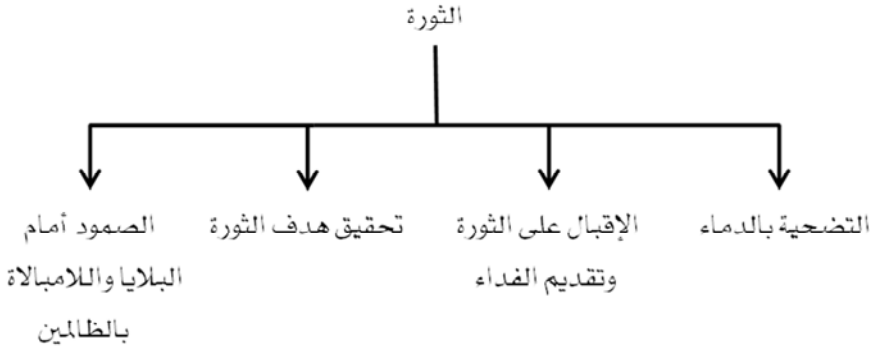 الثورة
التضحية بالدماء
الإقبال على الثورة
وتقديم الفداء
تحقيق هدف الثورة
الصمود أمام
البلايا واللامبالاة
بالظالمين